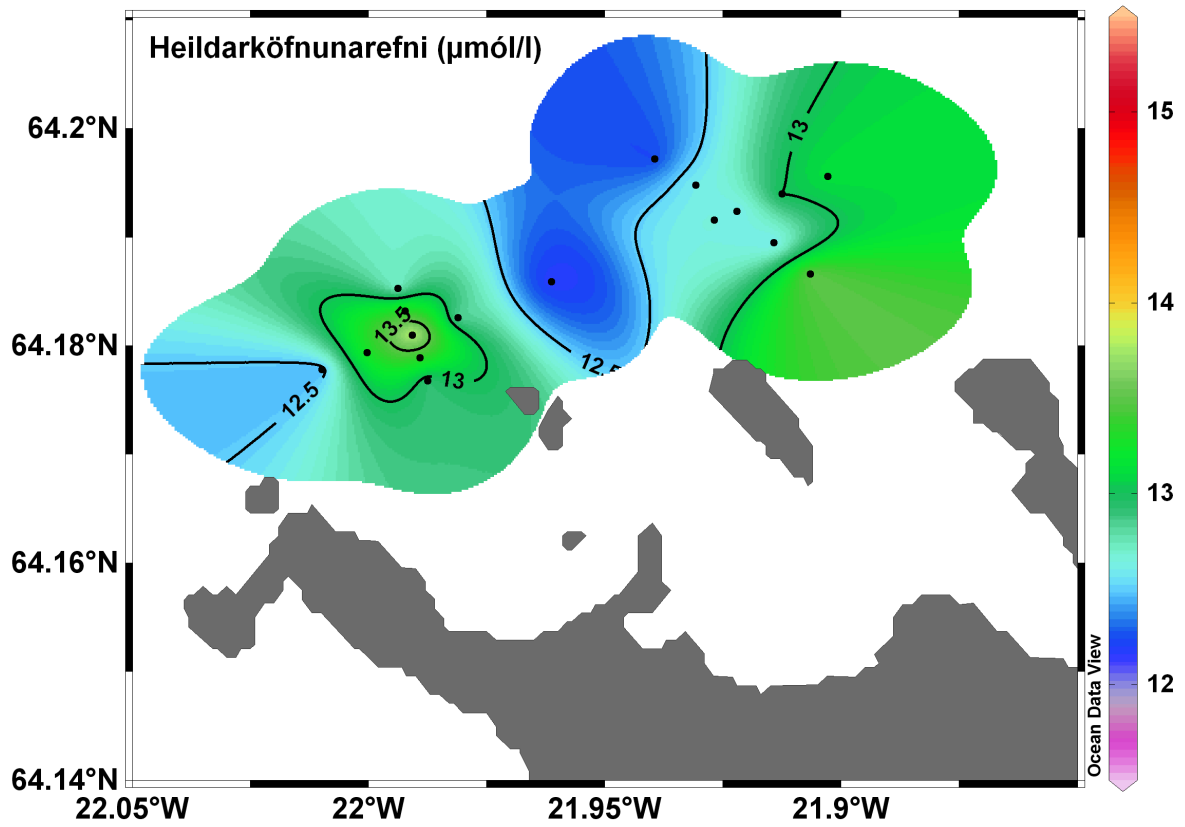 Heildarköfnunarefni (µmól/l)
64.2°N
64.18°N
64.16°N
64.14°N
22.05°W
22°W
21.95°W
21.9°W
13
13.5
13
12.5
12.5
15
14
13
12
Ocean Data View